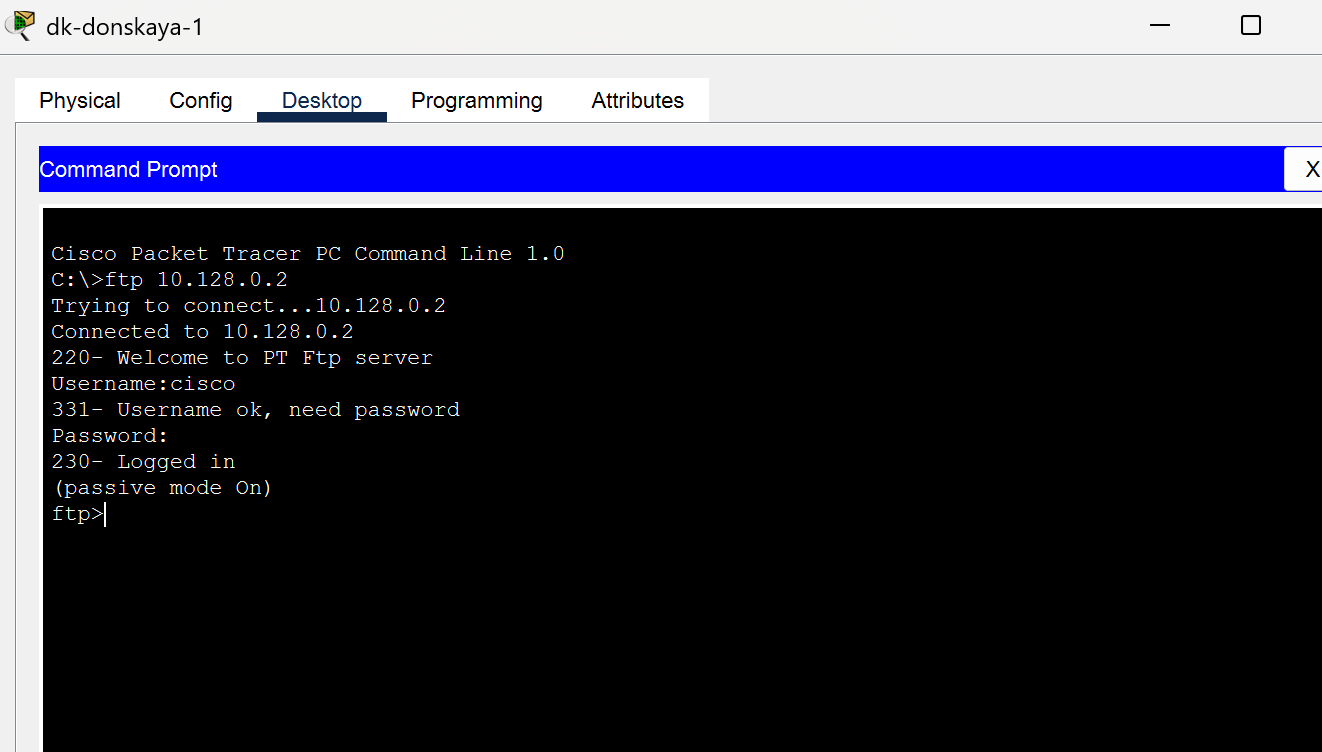 dk-donskaya-1
Physical Config Desktop Programming Attributes
Command Prompt X
Cisco Packet Tracer PC Command Line 1.0
C:\>ftp 10.128.0.2
Trying to connect...10.128.0.2
Connected to 10.128.0.2
220- Welcome to PT Ftp server
Username:cisco
331- Username ok, need password
Password:
230- Logged in
(passive mode On)
ftp>